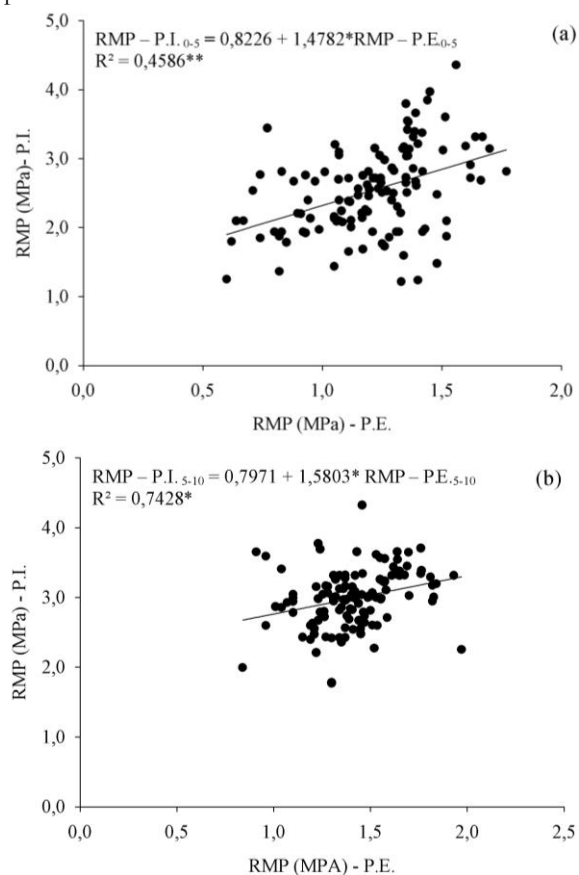 RMP – P.I. 0-5 = 0,8226 + 1,4782*RMP – P.E.0-5
R² = 0,4586**
(a)
5,0
4,0
3,0
2,0
1,0
0,0
RMP (MPa)- P.I.
0,0 0,5 1,0 1,5 2,0
RMP (MPa) - P.E.
RMP – P.I. 5-10 = 0,7971 + 1,5803* RMP – P.E.5-10
R² = 0,7428*
(b)
5,0
4,0
3,0
2,0
1,0
0,0
RMP (MPa) - P.I.
0,0 0,5 1,0 1,5 2,0 2,5
RMP (MPA) - P.E.